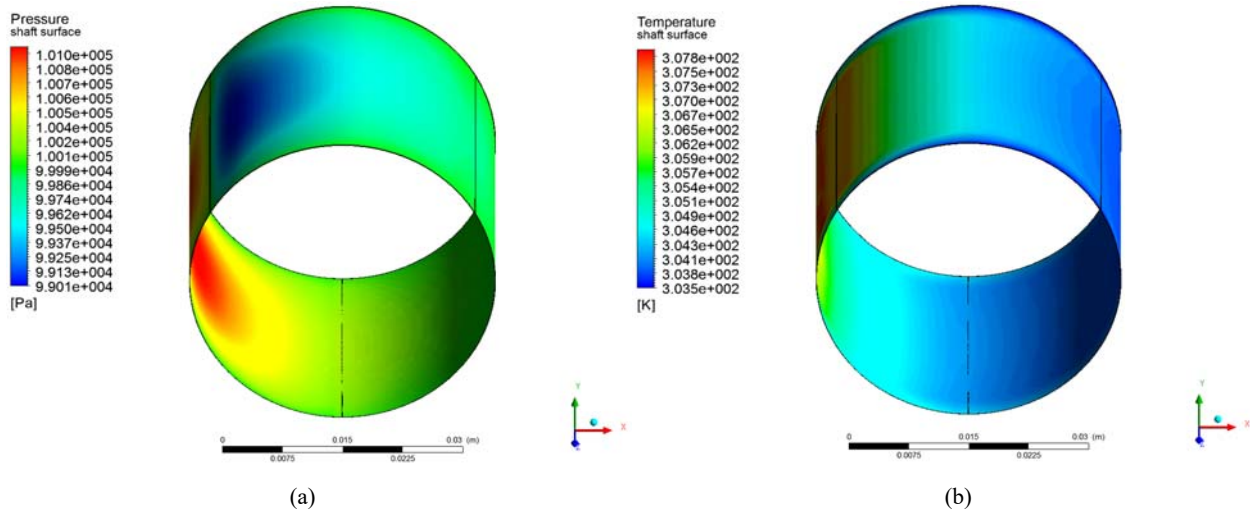 Pressure
shaft surface
1.010e+005
1.008e+005
1.007e+005
1.006e+005
1.005e+005
1.004e+005
1.002e+005
1.001e+005
9.999e+004
9.986e+004
9.974e+004
9.962e+004
9.950e+004
9.937e+004
9.925e+004
9.913e+004
9.901e+004
[Pa]
0 0.015 0.03 (m)
0.0075 0.0225
Y
X
Z
(a)
Temperature
shaft surface
3.078e+002
3.075e+002
3.073e+002
3.070e+002
3.067e+002
3.065e+002
3.062e+002
3.059e+002
3.057e+002
3.054e+002
3.051e+002
3.049e+002
3.046e+002
3.043e+002
3.041e+002
3.038e+002
3.035e+002
[K]
0 0.015 0.03 (m)
0.0075 0.0225
Y
X
Z
(b)